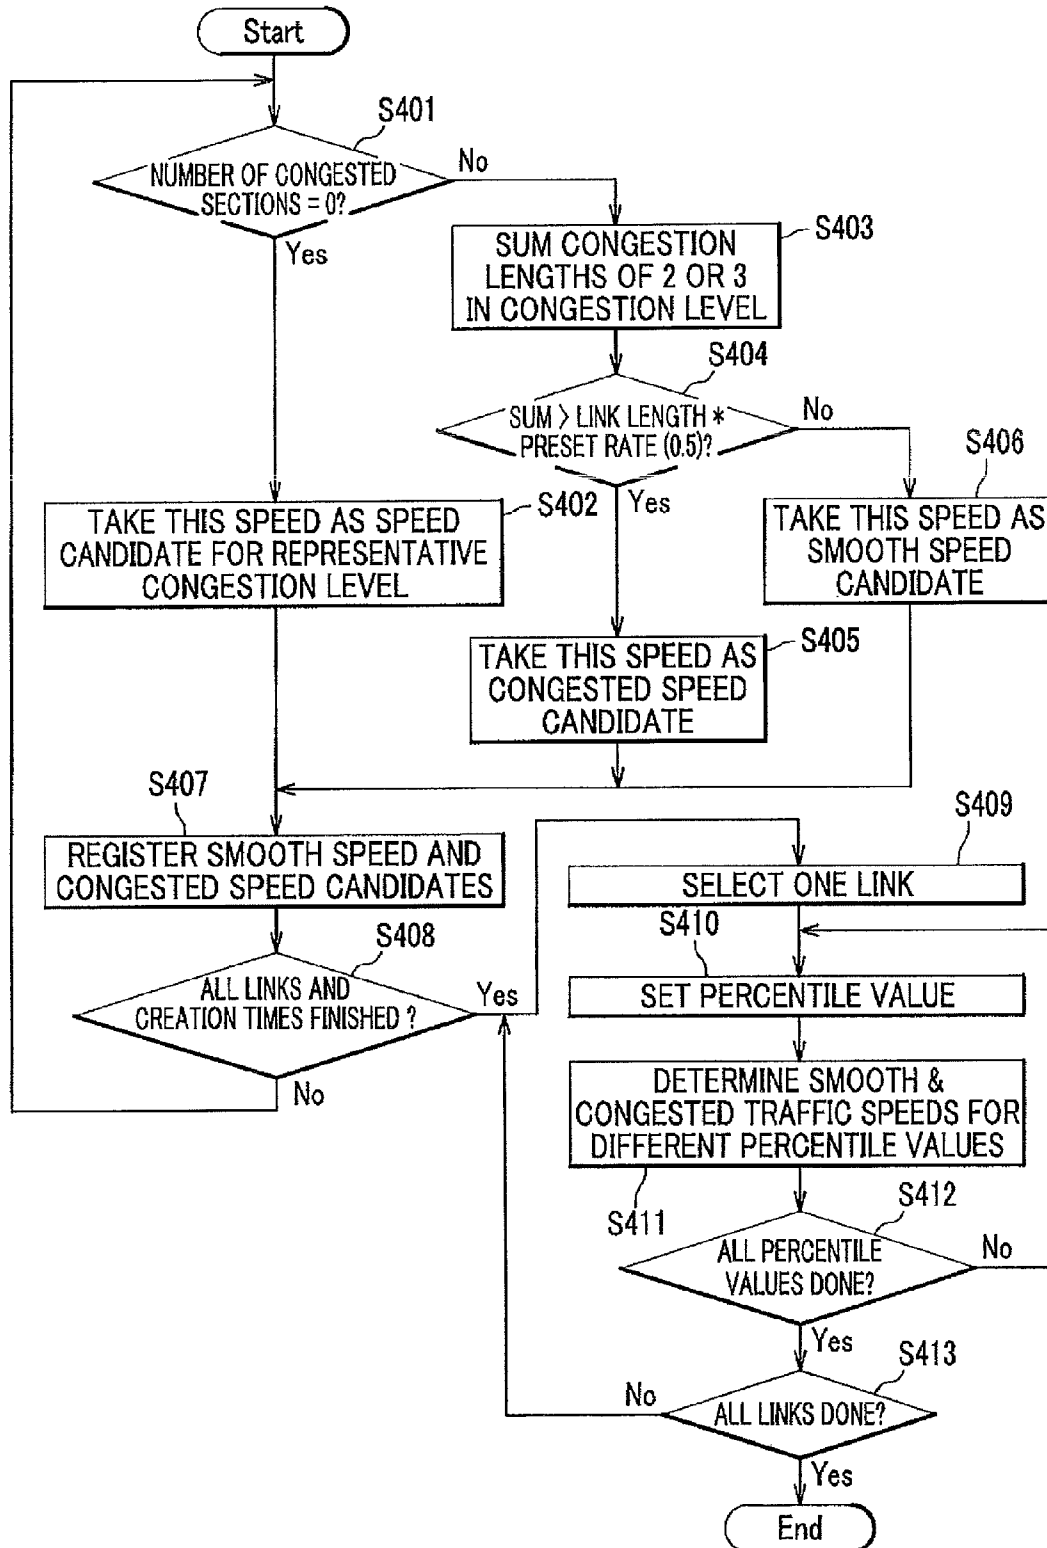 Start
S401
NUMBER OF CONGESTED
SECTIONS = 0?
No
Yes
S403
SUM CONGESTION
LENGTHS OF 2 OR 3
IN CONGESTION LEVEL
S404
SUM > LINK LENGTH *
PRESET RATE (0.5)?
No
Yes
S406
TAKE THIS SPEED AS
SMOOTH SPEED
CANDIDATE
S402
TAKE THIS SPEED AS SPEED
CANDIDATE FOR REPRESENTATIVE
CONGESTION LEVEL
S405
TAKE THIS SPEED AS
CONGESTED SPEED
CANDIDATE
S407
REGISTER SMOOTH SPEED AND
CONGESTED SPEED CANDIDATES
S408
ALL LINKS AND
CREATION TIMES FINISHED ?
Yes
No
S409
SELECT ONE LINK
S410
SET PERCENTILE VALUE
DETERMINE SMOOTH &
CONGESTED TRAFFIC SPEEDS FOR
DIFFERENT PERCENTILE VALUES
S411
S412
ALL PERCENTILE
VALUES DONE?
No
Yes
S413
ALL LINKS DONE?
No
Yes
End